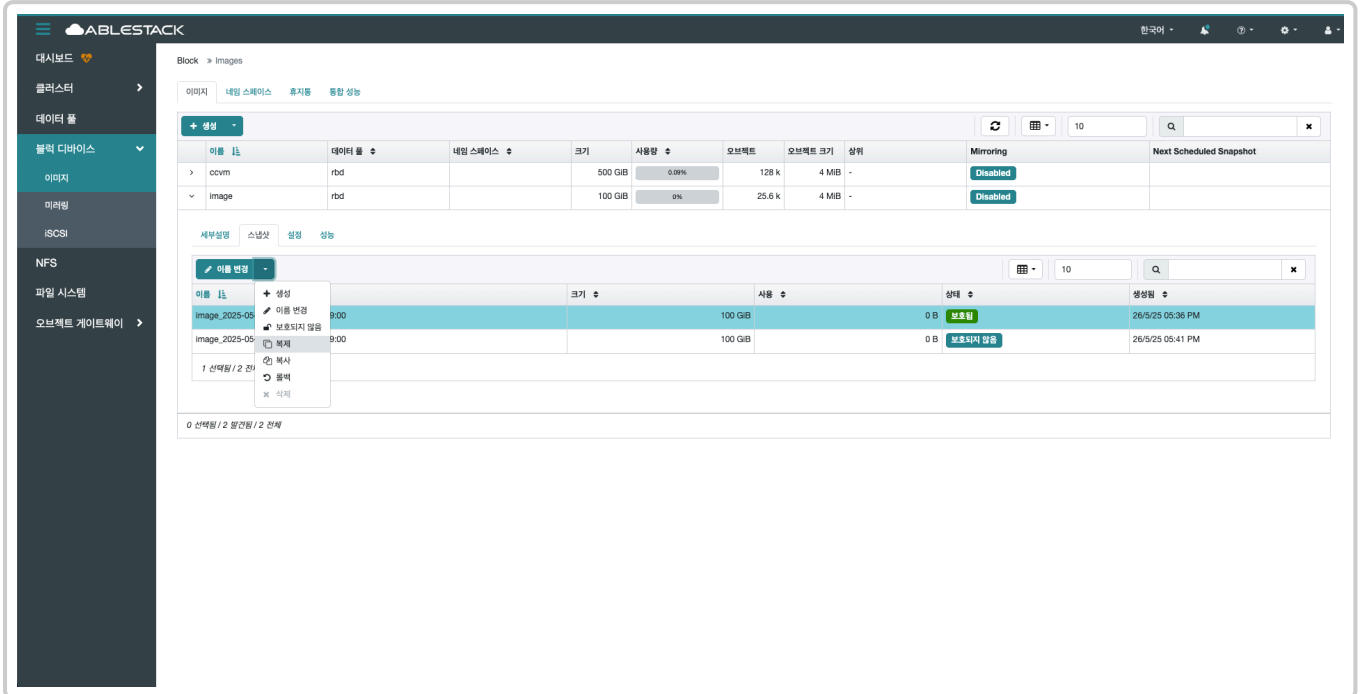 ABLESTACK
한국어
대시보드
클러스터
데이터 풀
블럭 디바이스
이미지
미러링
iSCSI
NFS
파일 시스템
오브젝트 게이트웨이
Block » Images
이미지 네임 스페이스 휴지통 통합 성능
생성 10
이름 데이터 풀 네임 스페이스 크기 사용량 오브젝트 오브젝트 크기 상위 Mirroring Next Scheduled Snapshot
ccvm rbd 500 GiB 0.09% 128 k 4 MiB - Disabled
image rbd 100 GiB 0% 25.6 k 4 MiB - Disabled
세부설명 스냅샷 설정 성능
이름 변경 10
이름 크기 사용 상태 생성됨
image_2025-05 9:00 100 GiB 0 B 보호됨 26/5/25 05:36 PM
image_2025-05 9:00 100 GiB 0 B 보호되지 않음 26/5/25 05:41 PM
1 선택됨 / 2 전
생성
이름 변경
보호되지 않음
복제
복사
롤백
삭제
0 선택됨 / 2 발견됨 / 2 전체